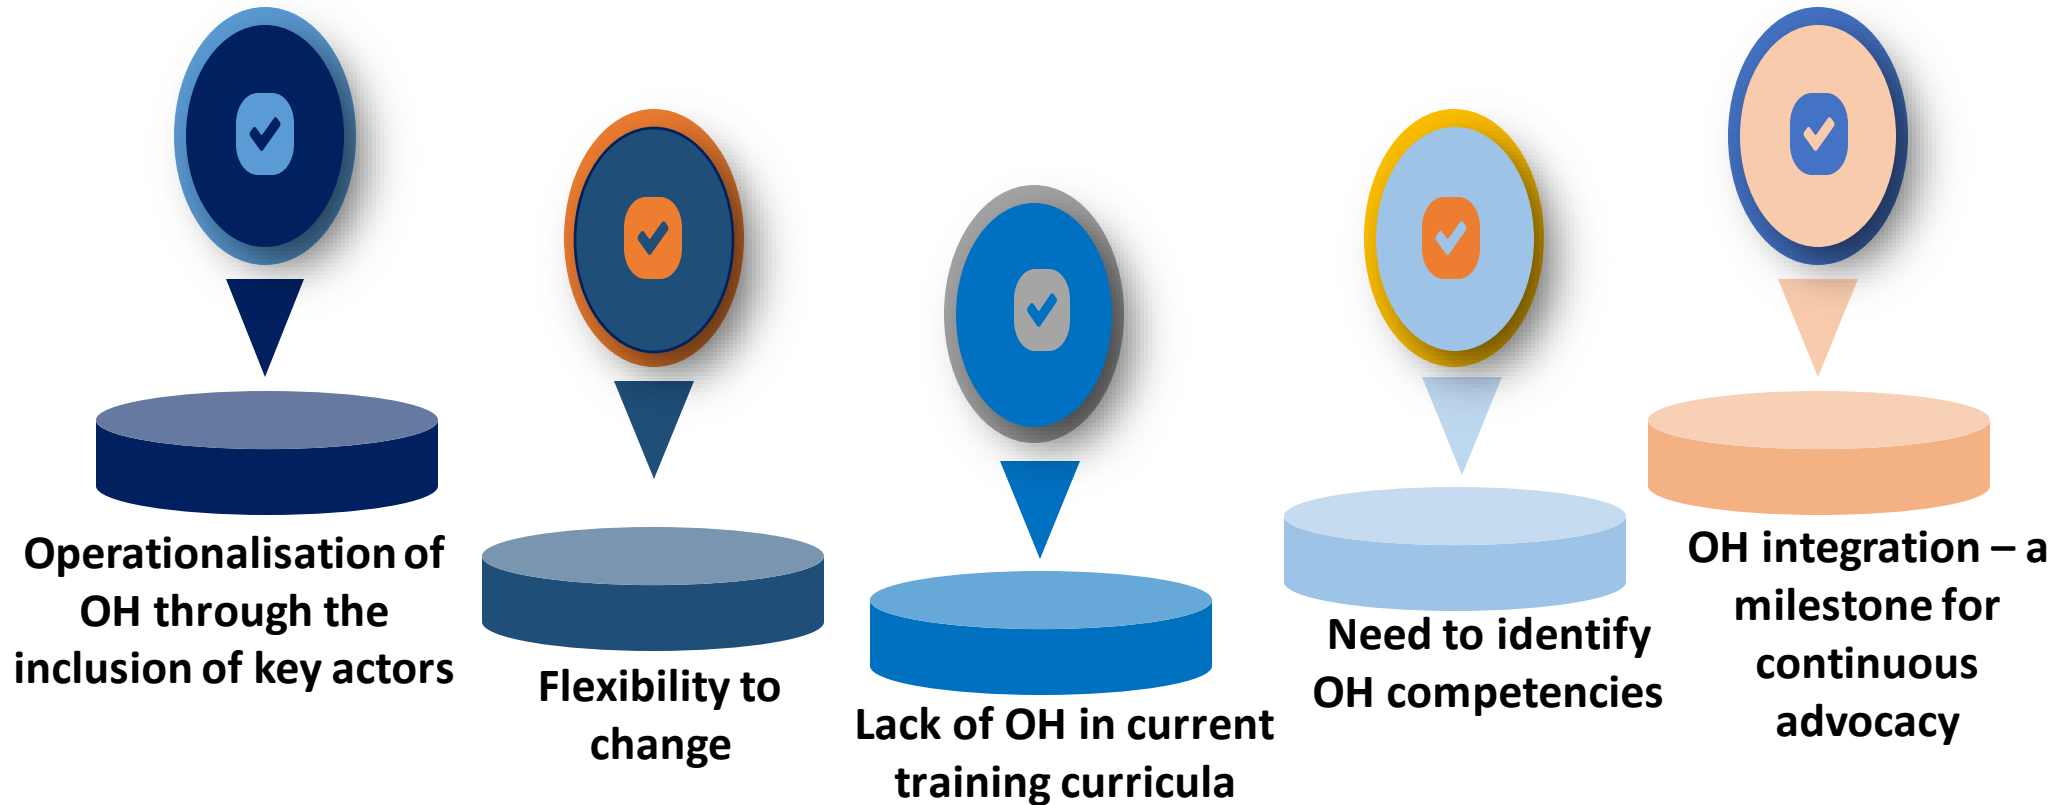 Operationalisation of
OH through the
inclusion of key actors
Flexibility to
change
Lack of OH in current
training curricula
Need to identify
OH competencies
OH integration – a
milestone for
continuous
advocacy